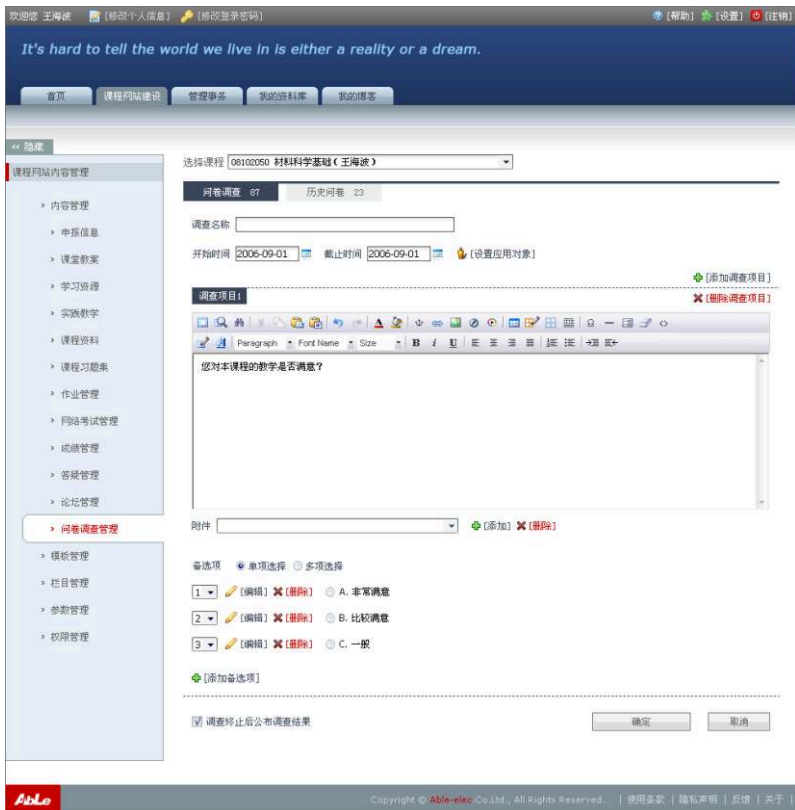 欢迎您 王海波 [修改个人信息] [修改登录密码] [帮助] [设置] [注销]
It's hard to tell the world we live in is either a reality or a dream.
首页 课程网站建设 管理事务 我的资料库 我的博客
<< 隐藏
课程网站内容管理
内容管理
申报信息
课堂教案
学习资源
实践教学
课程资料
课程习题集
作业管理
网络考试管理
成绩管理
答疑管理
论坛管理
问卷调查管理
模板管理
栏目管理
参数管理
权限管理
选择课程 08102050 材料科学基础(王海波)
问卷调查 87 历史问卷 23
调查名称
开始时间 2006-09-01 截止时间 2006-09-01 [设置应用对象]
[添加调查项目]
调查项目1 [删除调查项目]
Paragraph Font Name Size B i U
您对本课程的教学是否满意?
附件 [添加] [删除]
备选项 单项选择 多项选择
1 [编辑] [删除] A. 非常满意
2 [编辑] [删除] B. 比较满意
3 [编辑] [删除] C. 一般
[添加备选项]
调查终止后公布调查结果 确定 取消
AbLe Copyright © Able-elec Co.Ltd., All Rights Reserved. | 使用条款 | 隐私声明 | 反馈 | 关于 |